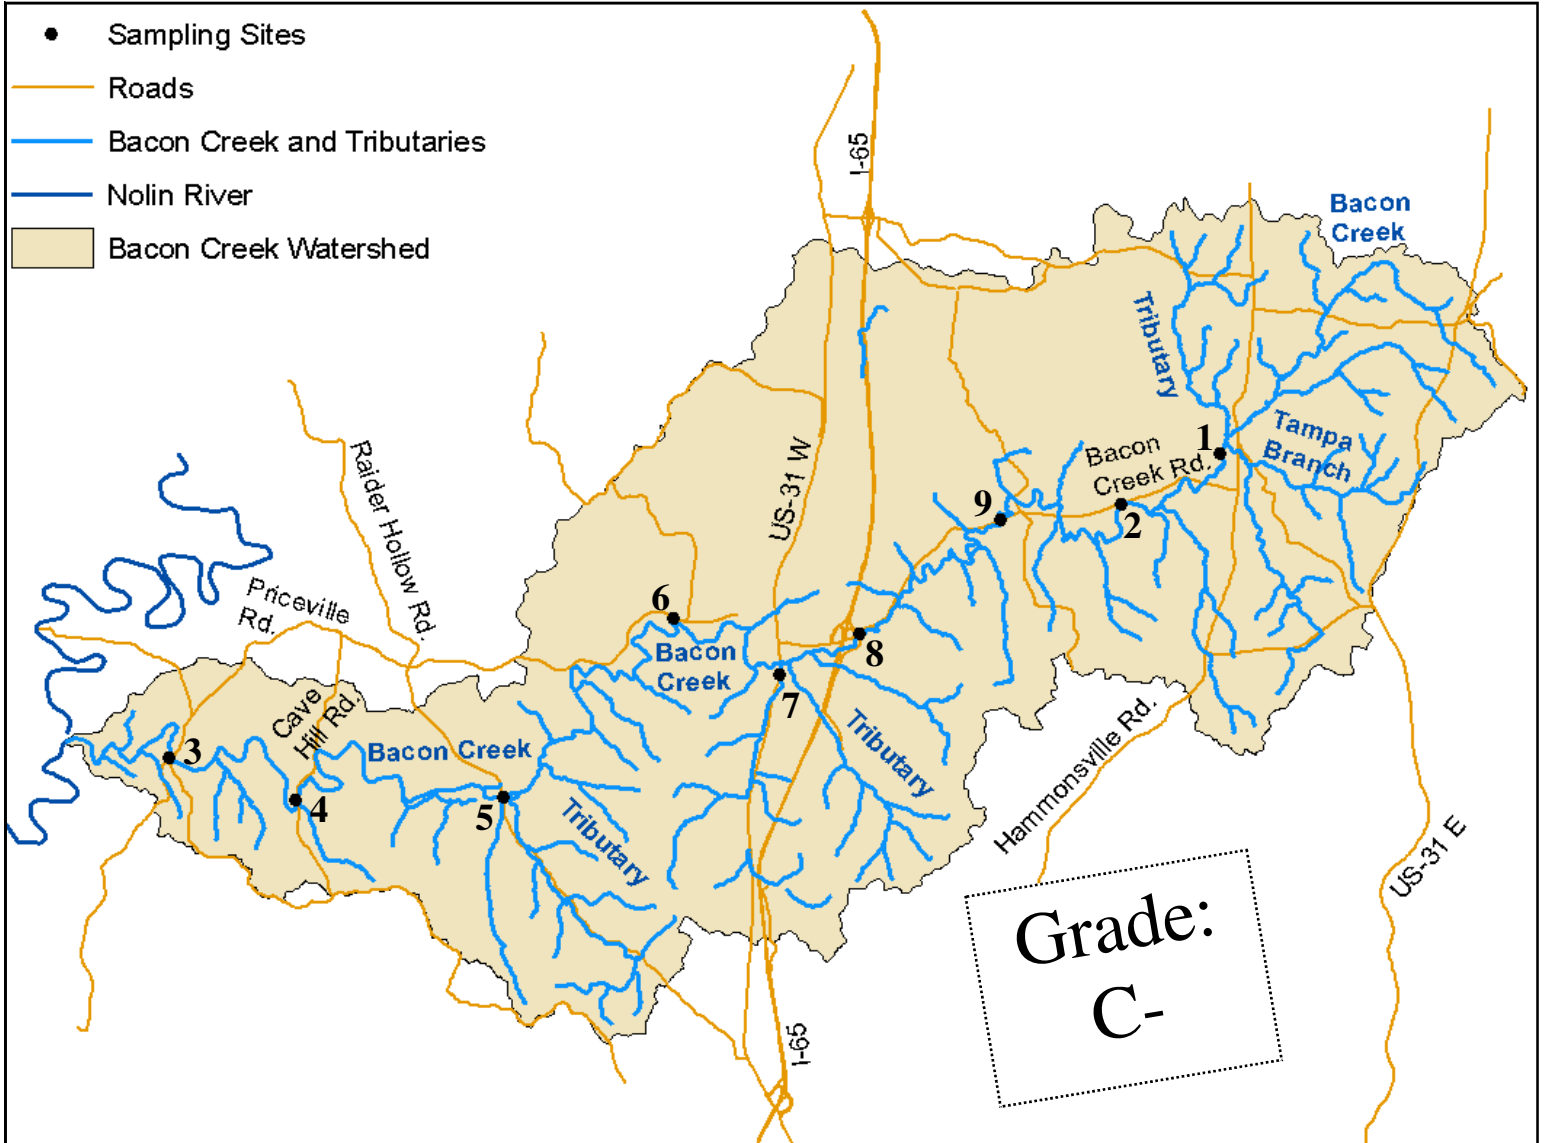 Sampling Sites
Roads
Bacon Creek and Tributaries
Nolin River
Bacon Creek Watershed
I-65
Bacon
Creek
Tributary
Tampa
Branch
1
Bacon
Creek Rd.
2
9
US-31 W
Raider Hollow Rd.
Priceville
Rd.
6
Bacon
Creek
8
7
Tributary
Cave
Hill Rd.
3
4
Bacon Creek
5
Tributary
Hammonsville Rd.
US-31 E
Grade:
C-
I-65